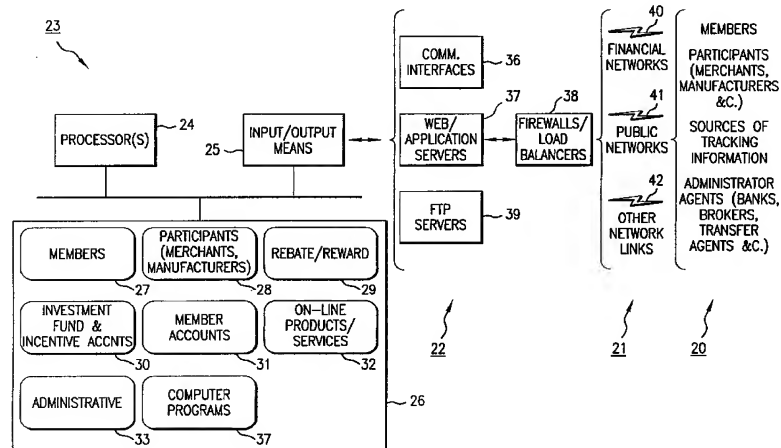 23
PROCESSOR(S)
24
INPUT/OUTPUT
MEANS
25
COMM.
INTERFACES
36
WEB/
APPLICATION
SERVERS
37
FIREWALLS/
LOAD
BALANCERS
38
FTP
SERVERS
39
40
FINANCIAL
NETWORKS
41
PUBLIC
NETWORKS
42
OTHER
NETWORK
LINKS
MEMBERS
PARTICIPANTS
(MERCHANTS,
MANUFACTURERS
&C.)
SOURCES OF
TRACKING
INFORMATION
ADMINISTRATOR
AGENTS (BANKS,
BROKERS,
TRANSFER
AGENTS &C.)
22
21
20
MEMBERS
27
PARTICIPANTS
(MERCHANTS,
MANUFACTURERS)
28
REBATE/REWARD
29
INVESTMENT
FUND &
INCENTIVE ACCNTS
30
MEMBER
ACCOUNTS
31
ON-LINE
PRODUCTS/
SERVICES
32
ADMINISTRATIVE
33
COMPUTER
PROGRAMS
37
26